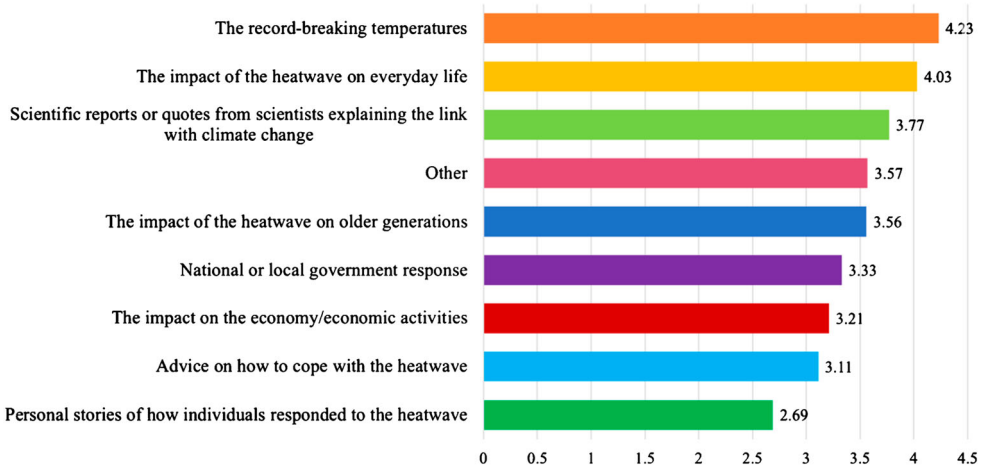 The record-breaking temperatures
4.23
The impact of the heatwave on everyday life
4.03
Scientific reports or quotes from scientists explaining the link
with climate change
3.77
Other
3.57
The impact of the heatwave on older generations
3.56
National or local government response
3.33
The impact on the economy/economic activities
3.21
Advice on how to cope with the heatwave
3.11
Personal stories of how individuals responded to the heatwave
2.69
0 0.5 1 1.5 2 2.5 3 3.5 4 4.5